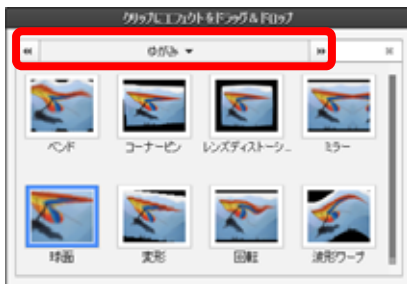 クリップにエフェクトをドラッグ&ドロップ
ゆがみ
ベンド コーナーピン レンズディストーシ... ミラー
球面 変形 回転 波形ワープ